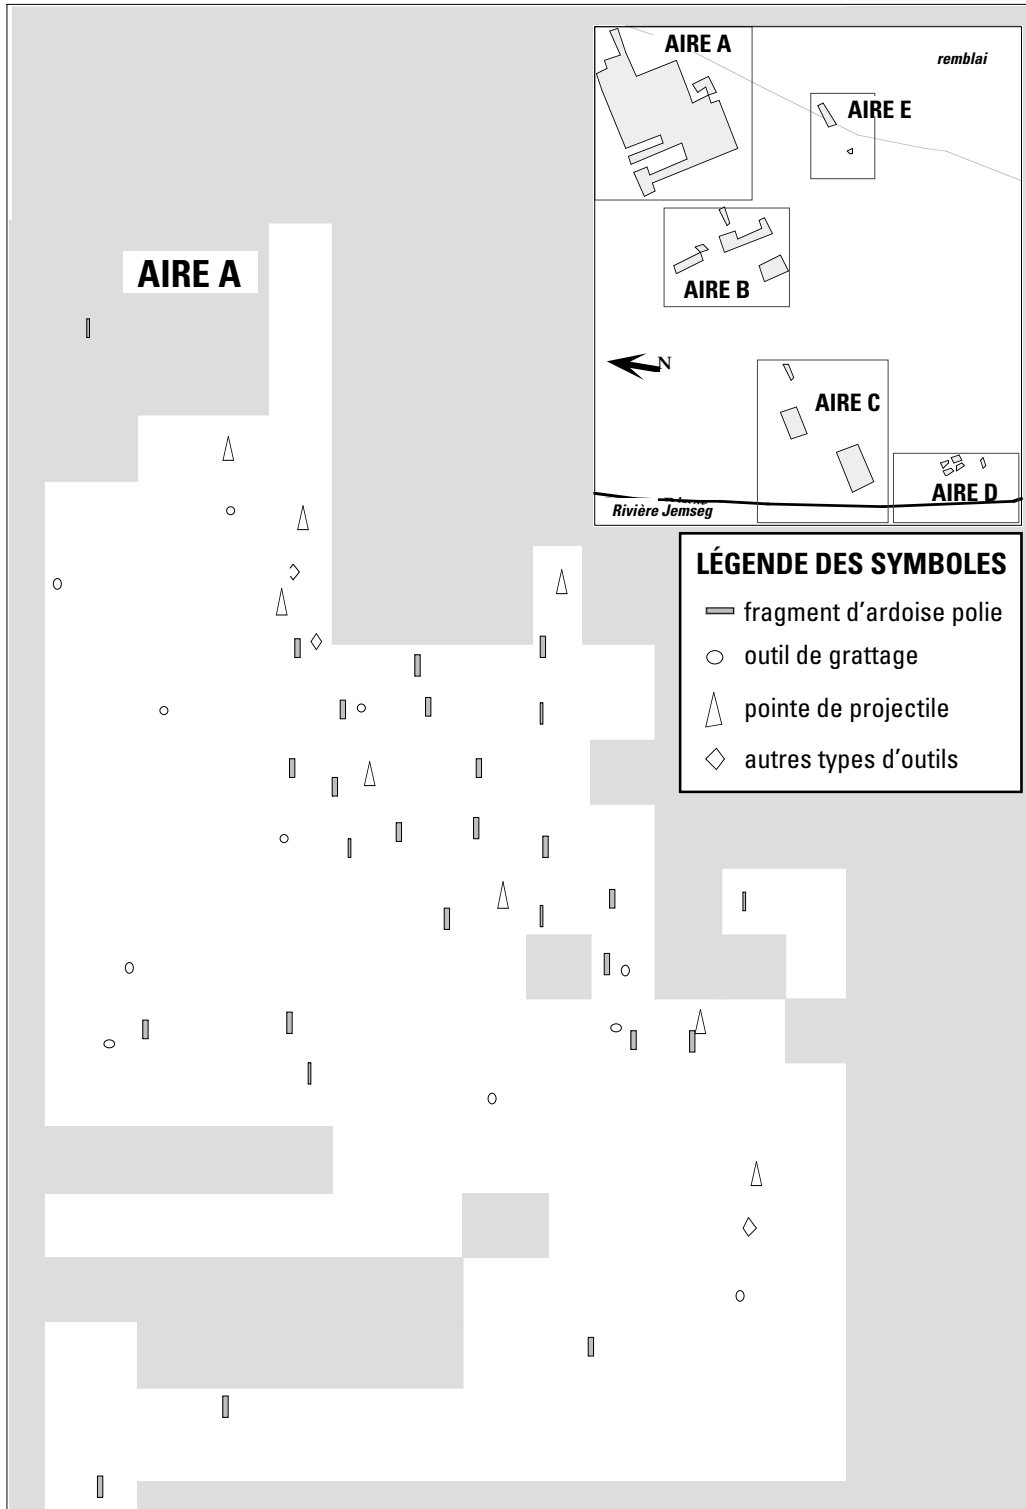 AIRE A
AIRE A
remblai
AIRE E
AIRE B
N
AIRE C
AIRE D
Rivière Jemseg
LÉGENDE DES SYMBOLES
fragment d'ardoise polie
outil de grattage
pointe de projectile
autres types d'outils